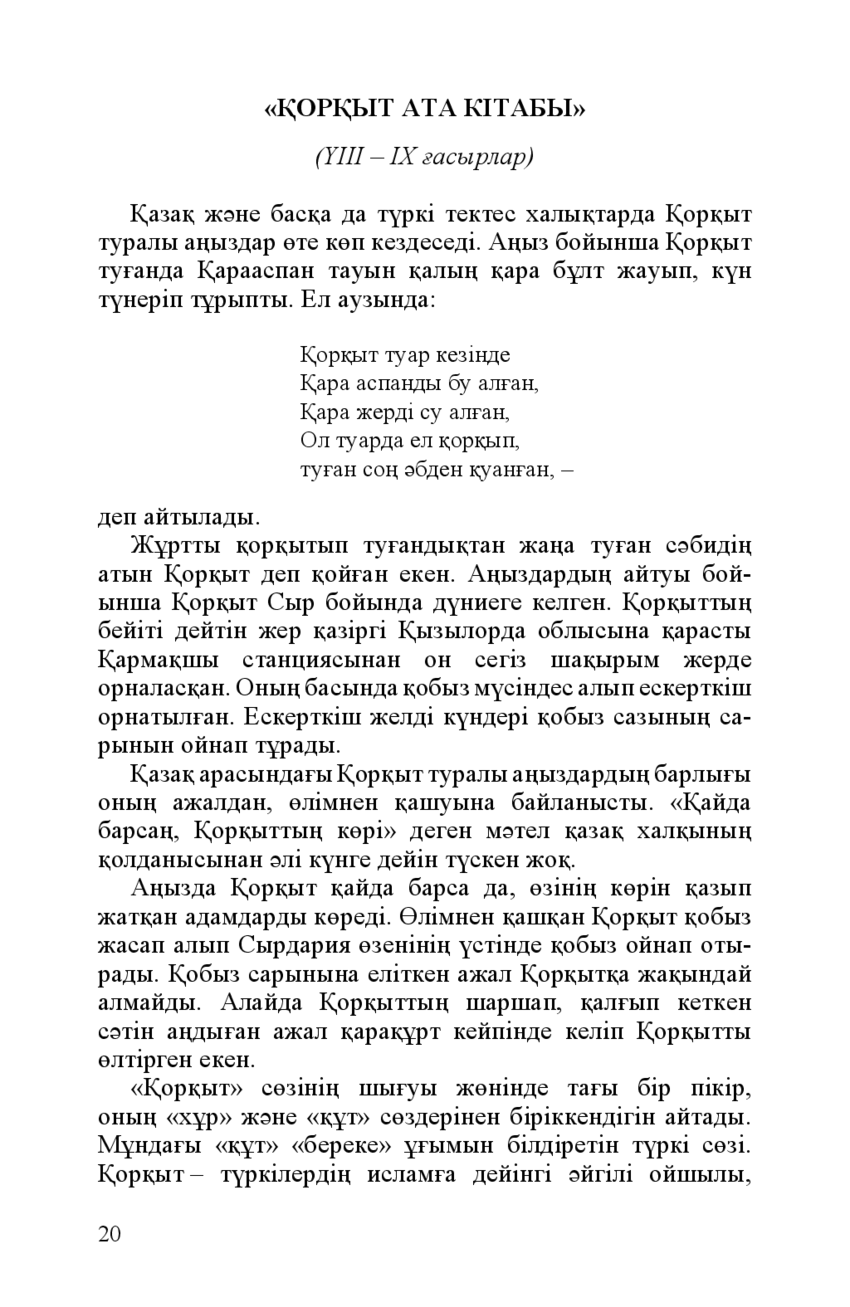 «ҚОРҚЫТ АТА КІТАБЫ»
(ҮІІІ – ІХ ғасырлар)
Қазақ және басқа да түркі тектес халықтарда Қорқыт
туралы аңыздар өте көп кездеседі. Аңыз бойынша Қорқыт
туғанда Қарааспан тауын қалың қара бұлт жауып, күн
түнеріп тұрыпты. Ел аузында:
Қорқыт туар кезінде
Қара аспанды бу алған,
Қара жерді су алған,
Ол туарда ел қорқып,
туған соң әбден қуанған, –
деп айтылады.
Жұртты қорқытып туғандықтан жаңа туған сәбидің
атын Қорқыт деп қойған екен. Аңыздардың айтуы бой-
ынша Қорқыт Сыр бойында дүниеге келген. Қорқыттың
бейіті дейтін жер қазіргі Қызылорда облысына қарасты
Қармақшы станциясынан он сегіз шақырым жерде
орналасқан. Оның басында қобыз мүсіндес алып ескерткіш
орнатылған. Ескерткіш желді күндері қобыз сазының са-
рынын ойнап тұрады.
Қазақ арасындағы Қорқыт туралы аңыздардың барлығы
оның ажалдан, өлімнен қашуына байланысты. «Қайда
барсаң, Қорқыттың көрі» деген мәтел қазақ халқының
қолданысынан әлі күнге дейін түскен жоқ.
Аңызда Қорқыт қайда барса да, өзінің көрін қазып
жатқан адамдарды көреді. Өлімнен қашқан Қорқыт қобыз
жасап алып Сырдария өзенінің үстінде қобыз ойнап оты-
рады. Қобыз сарынына еліткен ажал Қорқытқа жақындай
алмайды. Алайда Қорқыттың шаршап, қалғып кеткен
сәтін аңдыған ажал қарақұрт кейпінде келіп Қорқытты
өлтірген екен.
«Қорқыт» сөзінің шығуы жөнінде тағы бір пікір,
оның «хұр» және «құт» сөздерінен біріккендігін айтады.
Мұндағы «құт» «береке» ұғымын білдіретін түркі сөзі.
Қорқыт – түркілердің исламға дейінгі әйгілі ойшылы,
20